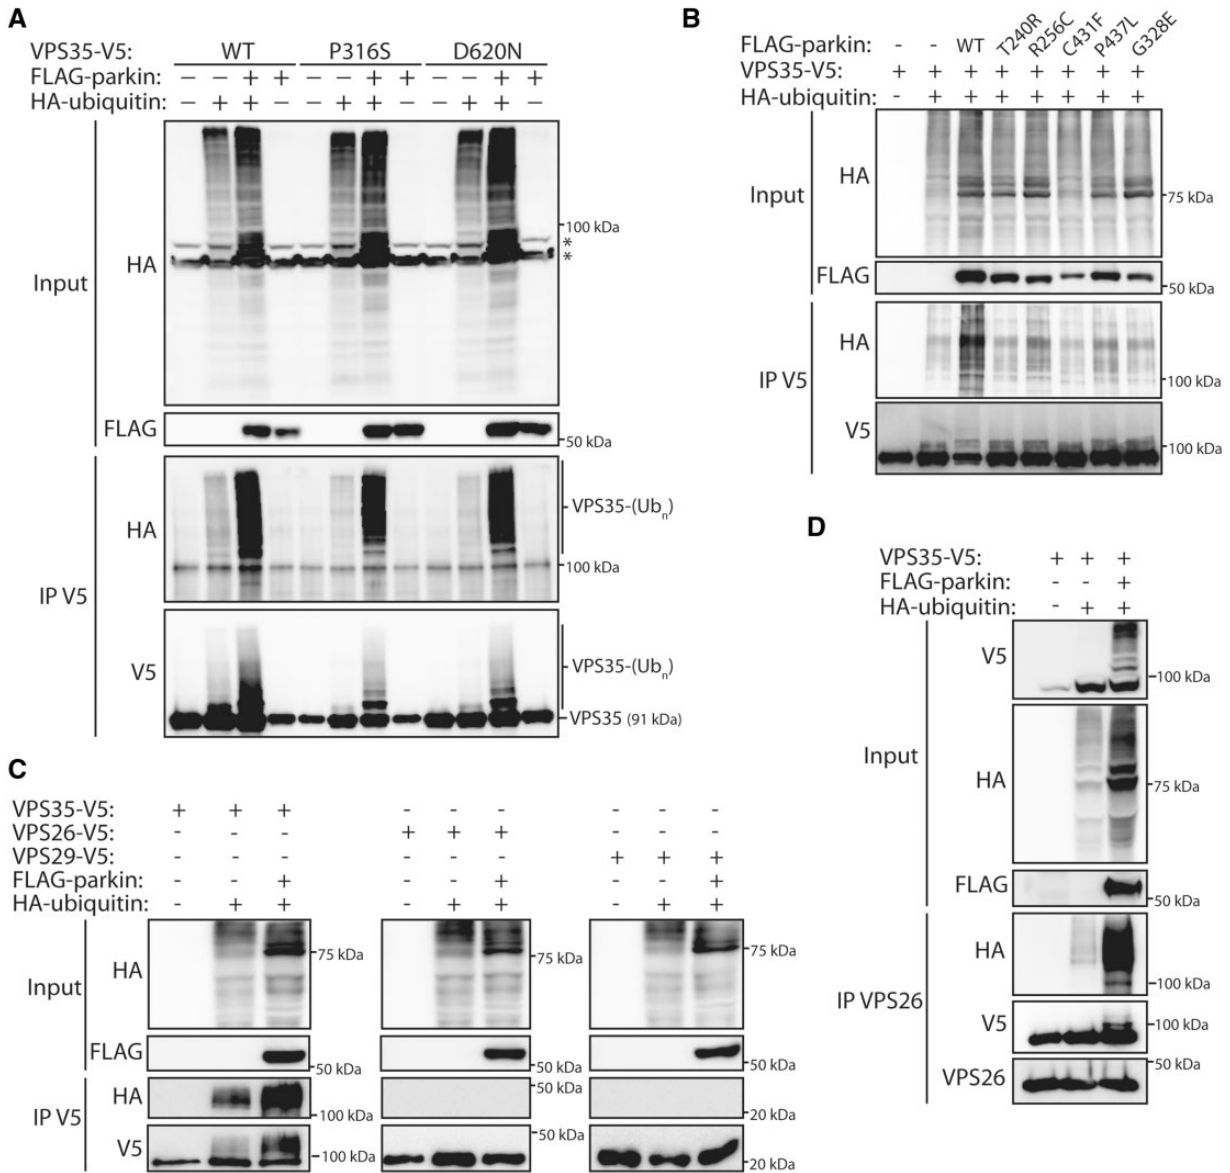 A
VPS35-V5: WT P316S D620N
FLAG-parkin: – – + + – – + + – – + +
HA-ubiquitin: – + + – – + + – – + + –
Input
HA
100 kDa
*
*
FLAG
50 kDa
IP V5
HA
VPS35-(Ubn)
100 kDa
V5
VPS35-(Ubn)
VPS35 (91 kDa)
B
FLAG-parkin: - - WT T240R R256C C431F P437L G328E
VPS35-V5: + + + + + + + +
HA-ubiquitin: - + + + + + + +
Input
HA
75 kDa
FLAG
50 kDa
IP V5
HA
100 kDa
V5
100 kDa
C
VPS35-V5: + + + - - - - - -
VPS26-V5: - - - + + + - - -
VPS29-V5: - - - - - - + + +
FLAG-parkin: - - + - - + - - +
HA-ubiquitin: - + + - + + - + +
Input
HA
75 kDa 75 kDa 75 kDa
FLAG
50 kDa 50 kDa 50 kDa
IP V5
HA
100 kDa 50 kDa 20 kDa
V5
100 kDa 50 kDa 20 kDa
D
VPS35-V5: + + +
FLAG-parkin: - - +
HA-ubiquitin: - + +
Input
V5
100 kDa
HA
75 kDa
FLAG
50 kDa
IP VPS26
HA
100 kDa
V5
100 kDa
VPS26
50 kDa